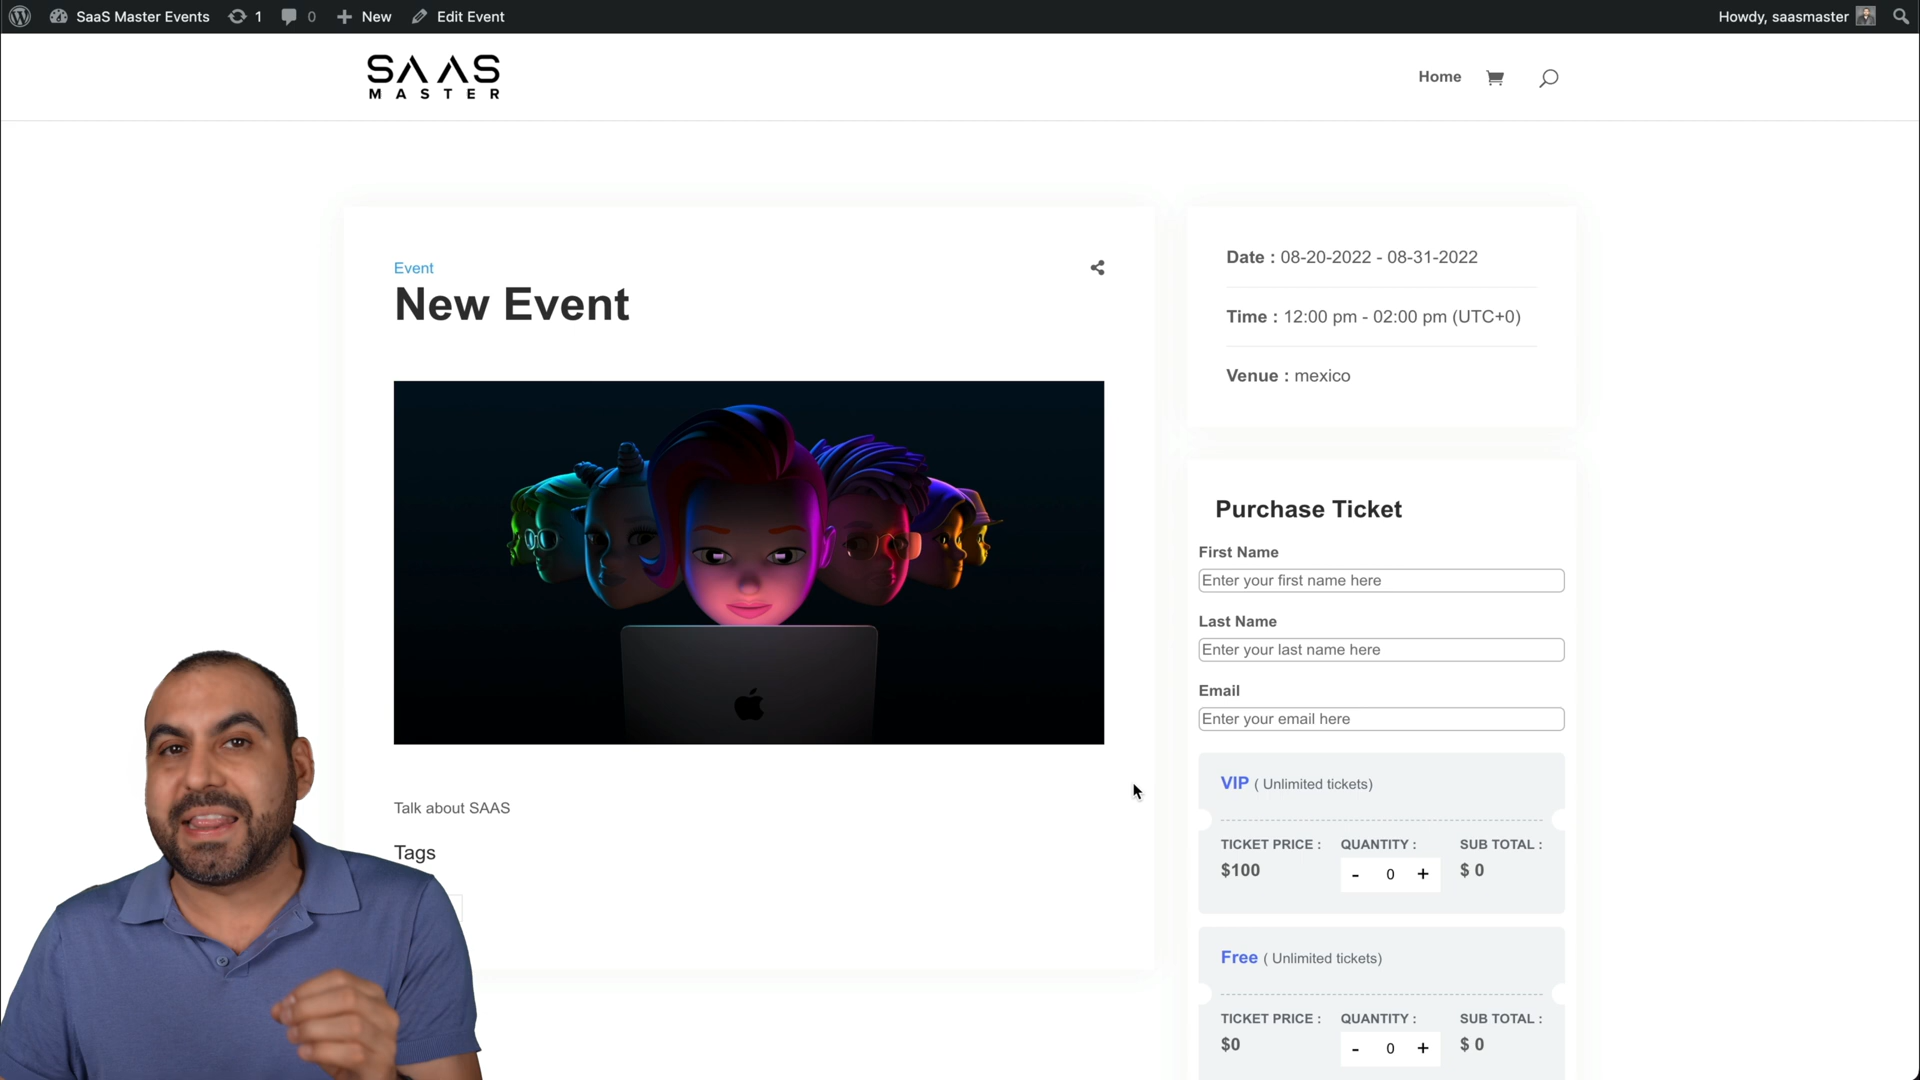 SaaS Master Events 1 0 New Edit Event Howdy, saasmaster
SAAS
MASTER
Home
Event
New Event
Talk about SAAS
Tags
Date : 08-20-2022 - 08-31-2022
Time : 12:00 pm - 02:00 pm (UTC+0)
Venue : mexico
Purchase Ticket
First Name
Enter your first name here
Last Name
Enter your last name here
Email
Enter your email here
VIP ( Unlimited tickets)
TICKET PRICE : QUANTITY : SUB TOTAL :
$100 - 0 + $ 0
Free ( Unlimited tickets)
TICKET PRICE : QUANTITY : SUB TOTAL :
$0 - 0 + $ 0